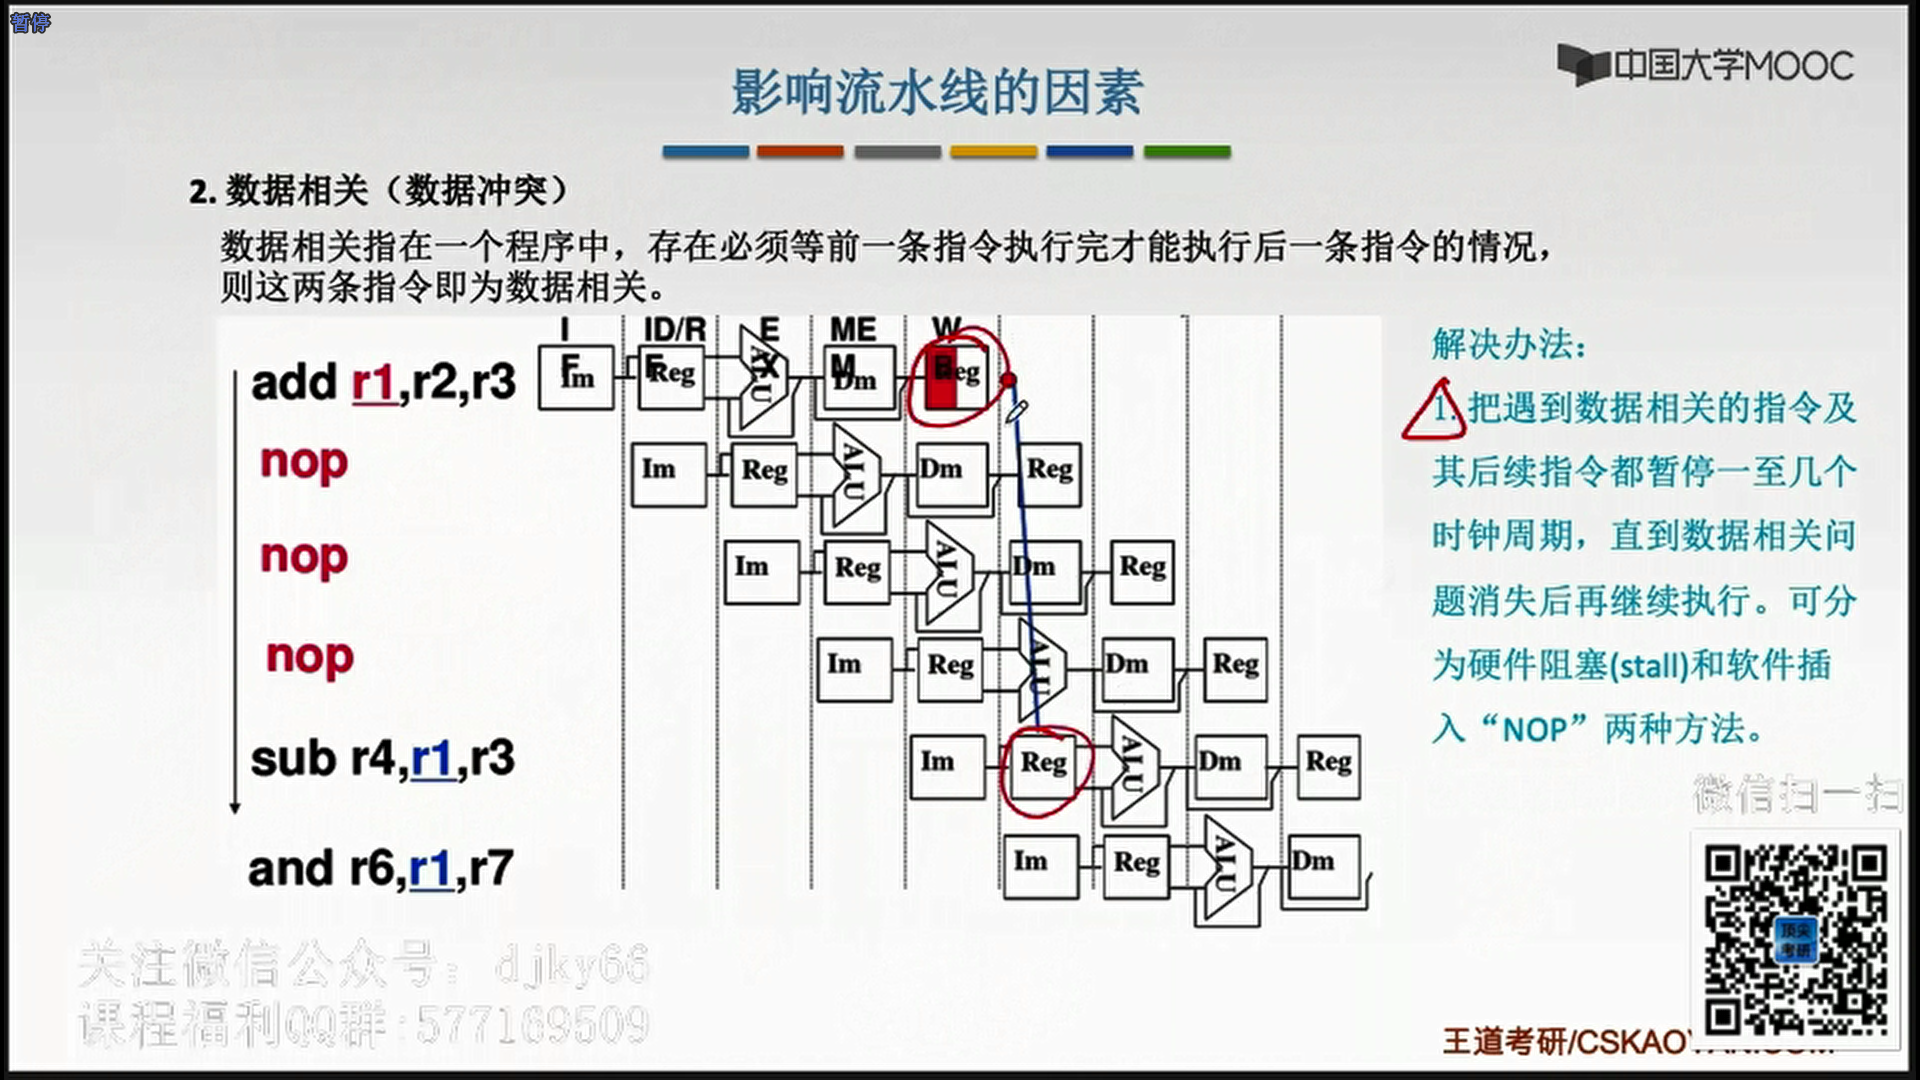 暂停
中国大学MOOC
影响流水线的因素
2. 数据相关（数据冲突）
数据相关指在一个程序中，存在必须等前一条指令执行完才能执行后一条指令的情况，
则这两条指令即为数据相关。
IF ID/RF EX MEM WB
add r1,r2,r3 Im Reg ALU Dm Reg
nop Im Reg ALU Dm Reg
nop Im Reg ALU Dm Reg
nop Im Reg ALU Dm Reg
sub r4,r1,r3 Im Reg ALU Dm Reg
and r6,r1,r7 Im Reg ALU Dm
解决办法：
1. 把遇到数据相关的指令及
其后续指令都暂停一至几个
时钟周期，直到数据相关问
题消失后再继续执行。可分
为硬件阻塞(stall)和软件插
入“NOP”两种方法。
微信扫一扫
顶尖
考研
关注微信公众号：djky66
课程福利QQ群:577169509
王道考研/CSKAO